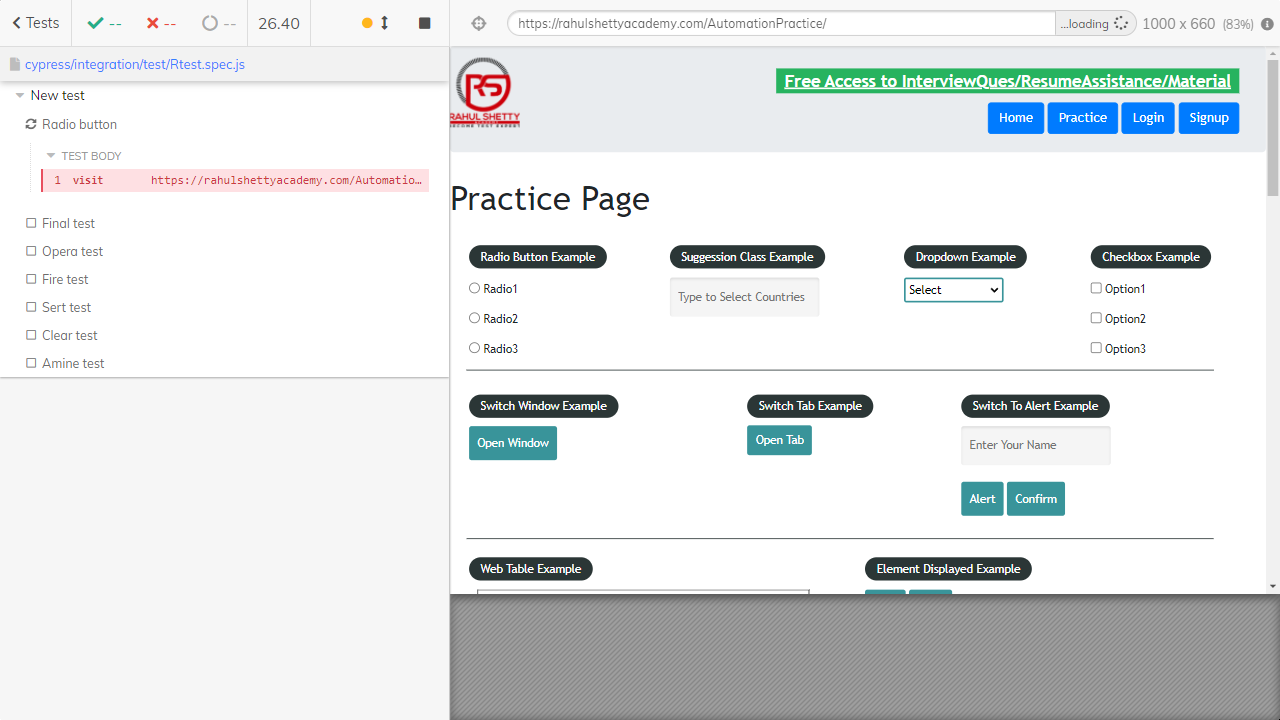 Tests
--
--
--
26.40
https://rahulshettyacademy.com/AutomationPractice/
...loading
1000 x 660 (83%)
cypress/integration/test/Rtest.spec.js
New test
Radio button
TEST BODY
1 visit https://rahulshettyacademy.com/Automatio…
Final test
Opera test
Fire test
Sert test
Clear test
Amine test
RS
RAHUL SHETTY
ACADEMY
Free Access to InterviewQues/ResumeAssistance/Material
Home Practice Login Signup
Practice Page
Radio Button Example
Radio1
Radio2
Radio3
Suggession Class Example
Type to Select Countries
Dropdown Example
Select
Checkbox Example
Option1
Option2
Option3
Switch Window Example
Open Window
Switch Tab Example
Open Tab
Switch To Alert Example
Enter Your Name
Alert Confirm
Web Table Example
Element Displayed Example